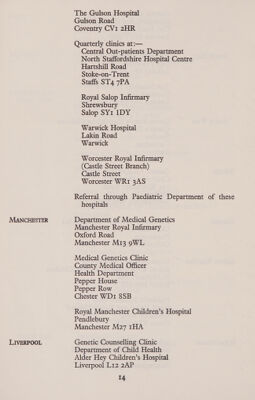 The Gulson Hospital
Gulson Road
Coventry CV1 2HR
Quarterly clinics at:—
Central Out-patients Department
North Staffordshire Hospital Centre
Hartshill Road
Stoke-on-Trent
Staffs ST4 7PA
Royal Salop Infirmary
Shrewsbury
Salop SY1 1DY
Warwick Hospital
Lakin Road
Warwick
Worcester Royal Infirmary
(Castle Street Branch)
Castle Street
Worcester WR1 3AS
Referral through Paediatric Department of these
hospitals
MANCHESTER Department of Medical Genetics
Manchester Royal Infirmary
Oxford Road
Manchester M13 9WL
Medical Genetics Clinic
County Medical Officer
Health Department
Pepper House
Pepper Row
Chester WD1 8SB
Royal Manchester Children's Hospital
Pendlebury
Manchester M27 1HA
LIVERPOOL Genetic Counselling Clinic
Department of Child Health
Alder Hey Children's Hospital
Liverpool L12 2AP
14